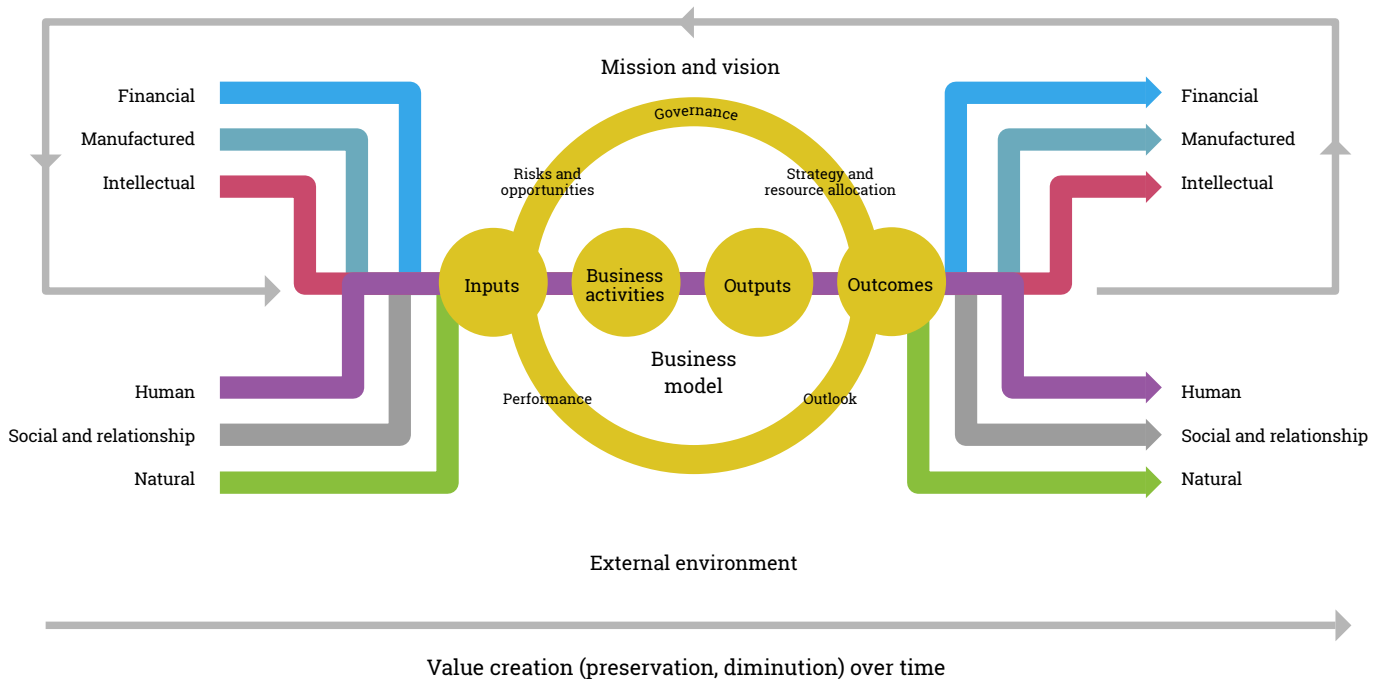 Mission and vision
Financial
Manufactured
Intellectual
Human
Social and relationship
Natural
Governance
Risks and
opportunities
Strategy and
resource allocation
Inputs
Business
activities
Outputs
Outcomes
Business
model
Performance
Outlook
Financial
Manufactured
Intellectual
Human
Social and relationship
Natural
External environment
Value creation (preservation, diminution) over time